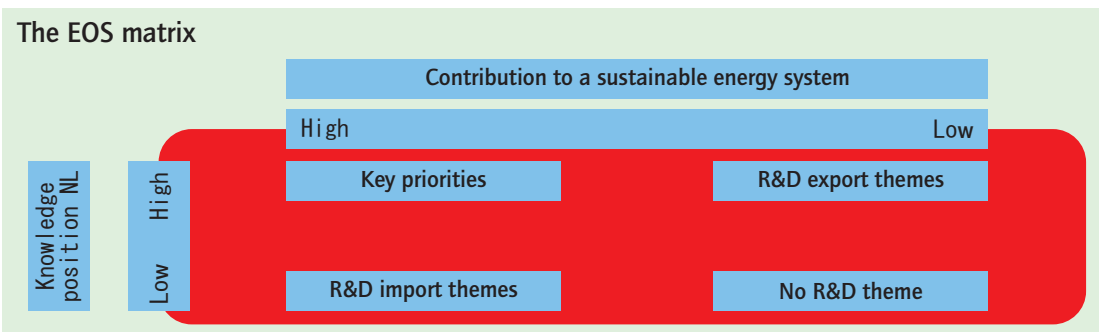 The EOS matrix
Contribution to a sustainable energy system
High Low
Knowledge
position NL
High
Key priorities R&D export themes
Low
R&D import themes No R&D theme